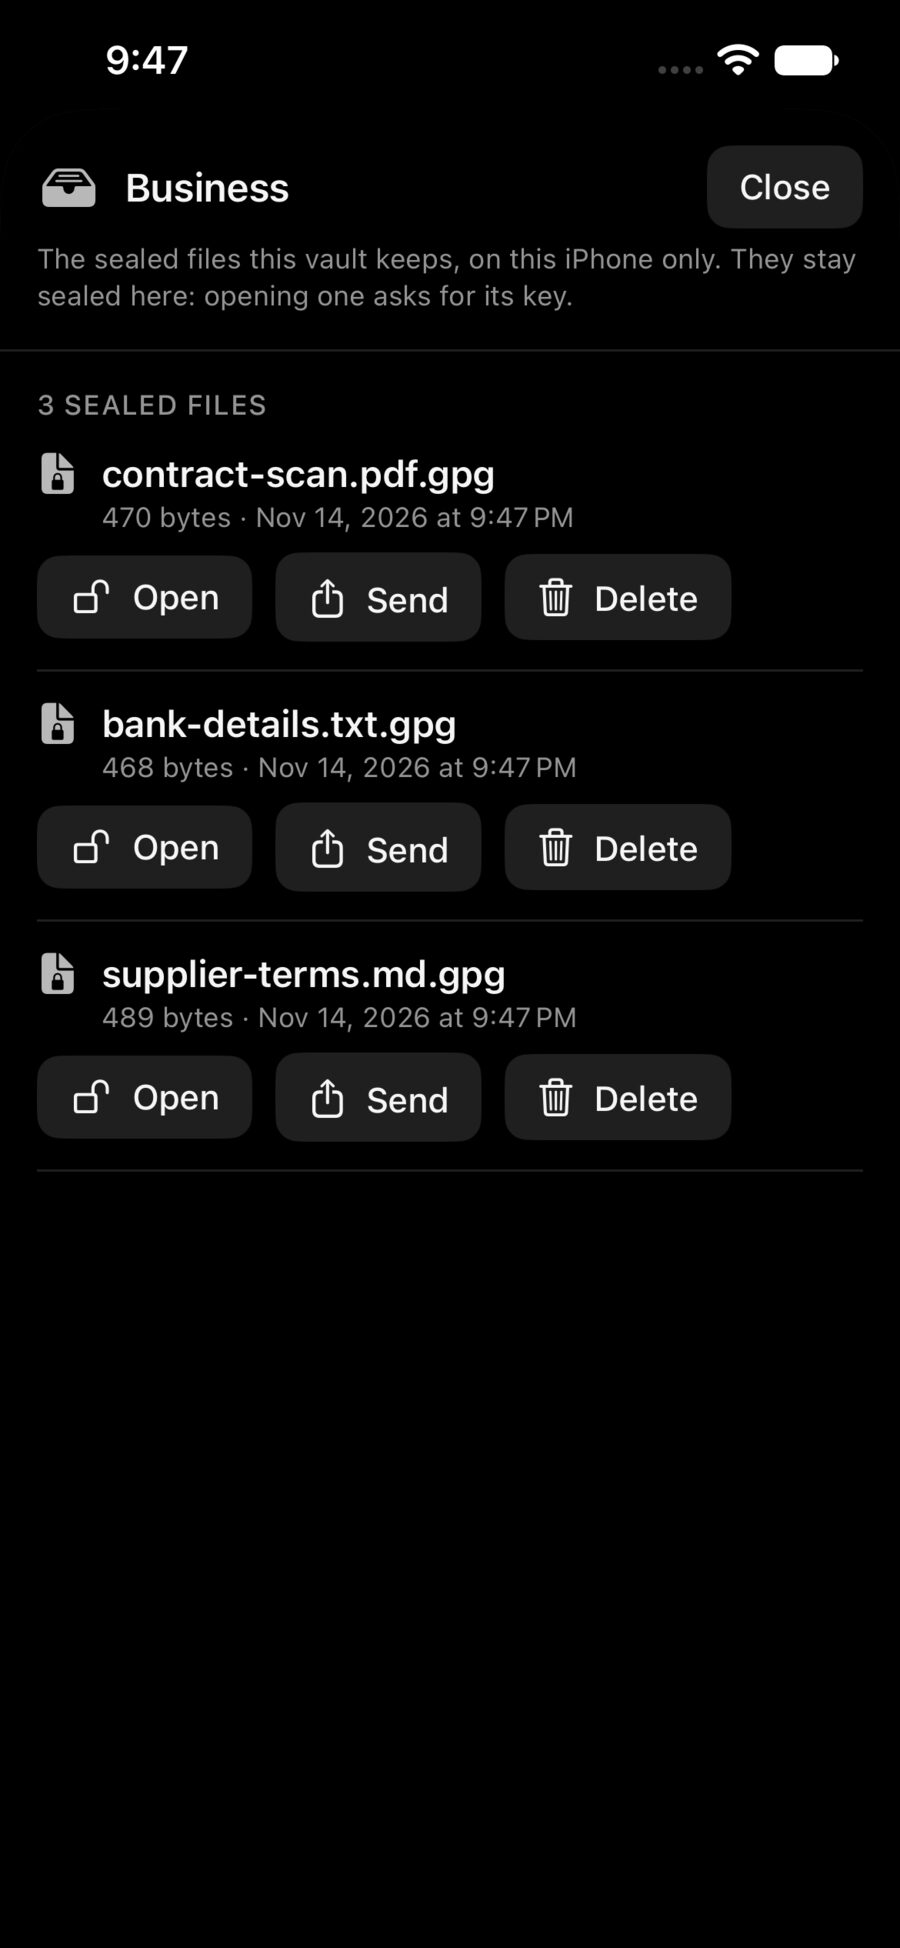 9:47
Business
Close
The sealed files this vault keeps, on this iPhone only. They stay
sealed here: opening one asks for its key.
3 SEALED FILES
contract-scan.pdf.gpg
470 bytes · Nov 14, 2026 at 9:47 PM
Open
Send
Delete
bank-details.txt.gpg
468 bytes · Nov 14, 2026 at 9:47 PM
Open
Send
Delete
supplier-terms.md.gpg
489 bytes · Nov 14, 2026 at 9:47 PM
Open
Send
Delete